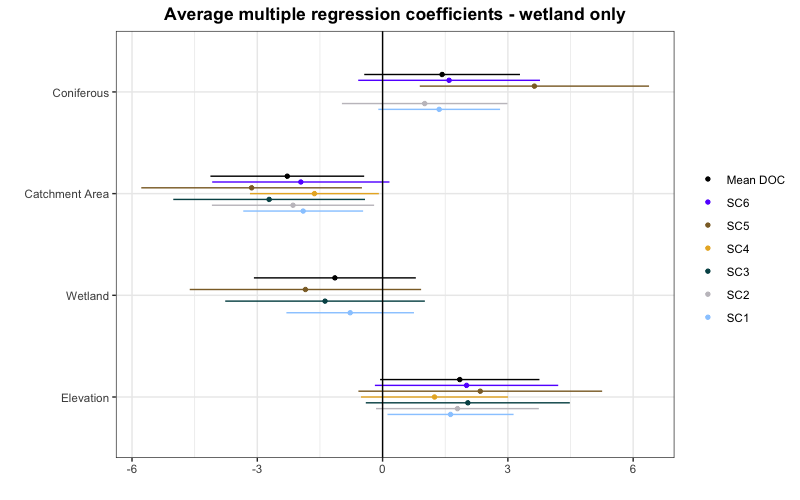 Average multiple regression coefficients - wetland only
Coniferous
Catchment Area
Wetland
Elevation
-6
-3
0
3
6
Mean DOC
SC6
SC5
SC4
SC3
SC2
SC1